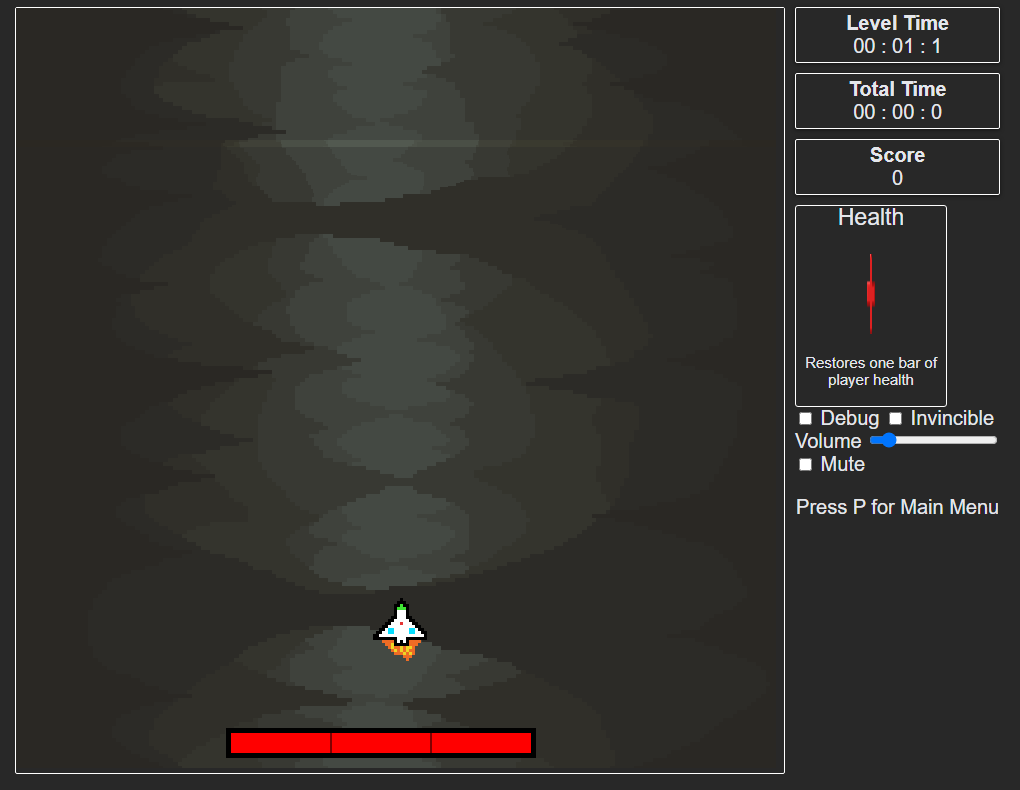 Level Time
00 : 01 : 1
Total Time
00 : 00 : 0
Score
0
Health
Restores one bar of
player health
Debug Invincible
Volume
Mute
Press P for Main Menu